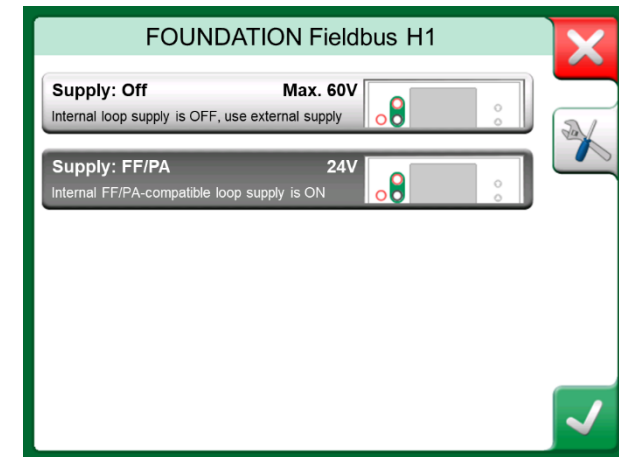 FOUNDATION Fieldbus H1
Supply: Off Max. 60V
Internal loop supply is OFF, use external supply
Supply: FF/PA 24V
Internal FF/PA-compatible loop supply is ON